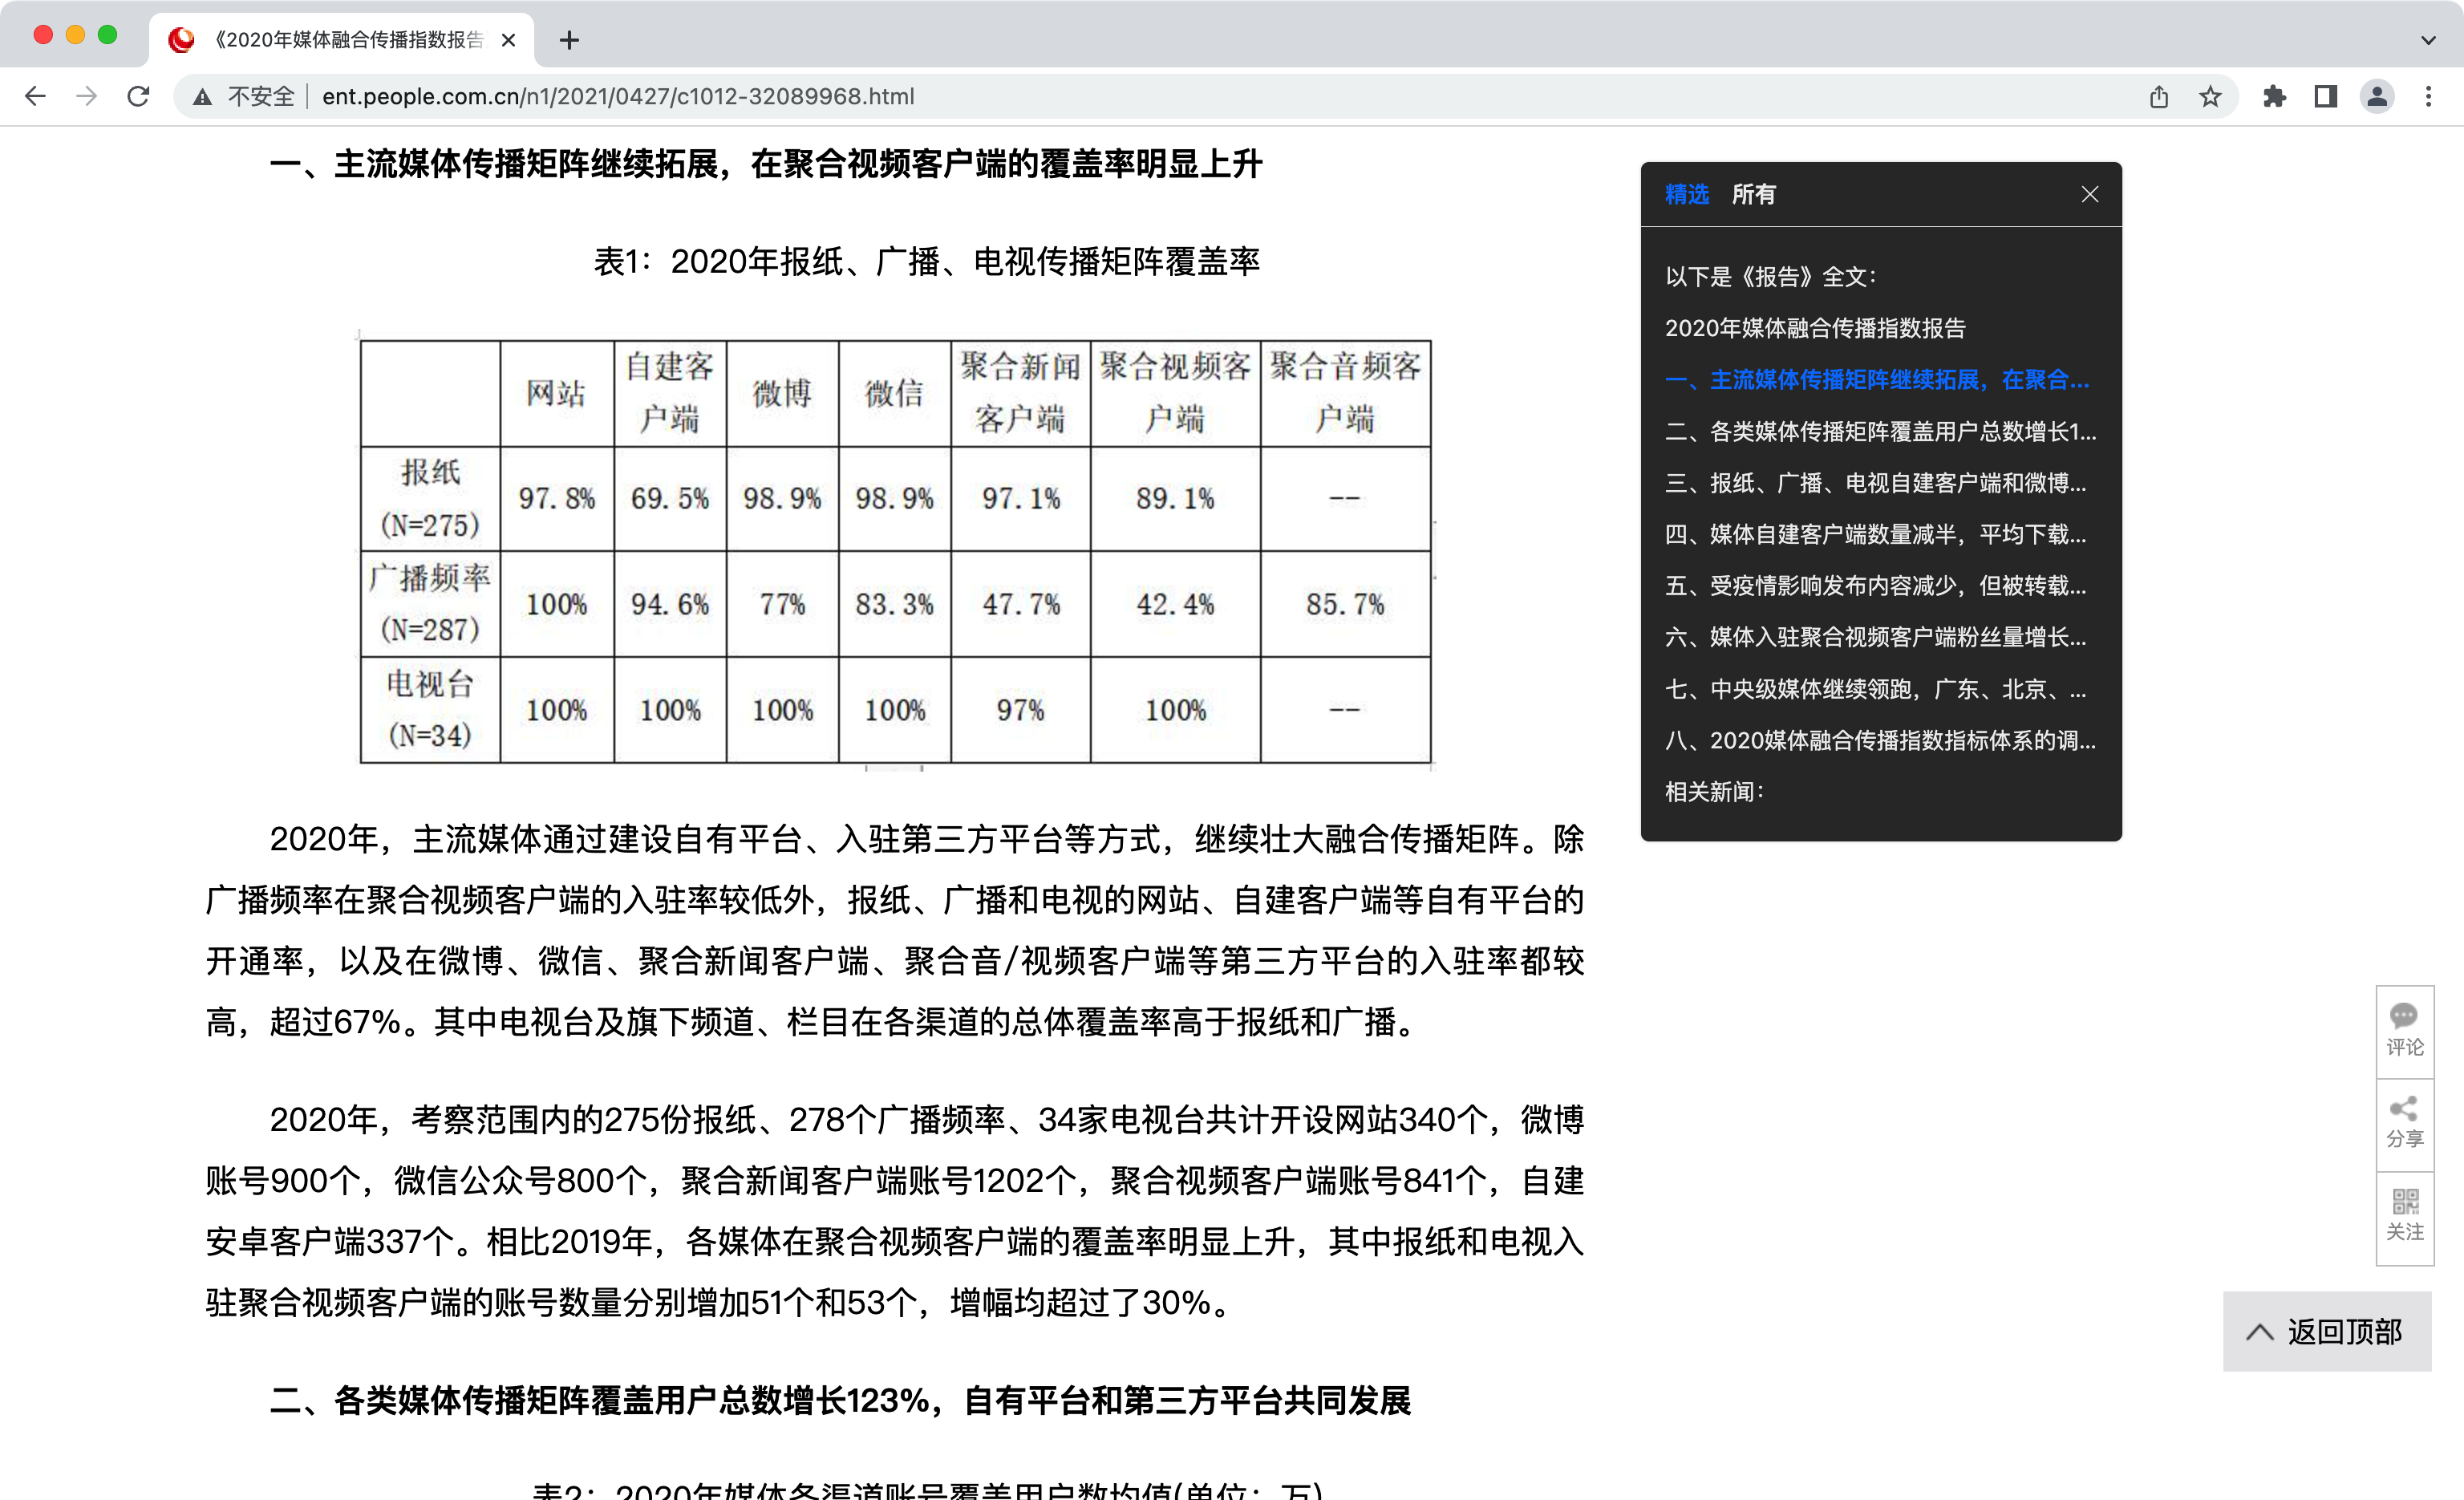 《2020年媒体融合传播指数报告
不安全
ent.people.com.cn/n1/2021/0427/c1012-32089968.html
一、主流媒体传播矩阵继续拓展，在聚合视频客户端的覆盖率明显上升
表1：2020年报纸、广播、电视传播矩阵覆盖率
网站 自建客户端 微博 微信 聚合新闻客户端 聚合视频客户端 聚合音频客户端
报纸(N=275) 97.8% 69.5% 98.9% 98.9% 97.1% 89.1% --
广播频率(N=287) 100% 94.6% 77% 83.3% 47.7% 42.4% 85.7%
电视台(N=34) 100% 100% 100% 100% 97% 100% --
2020年，主流媒体通过建设自有平台、入驻第三方平台等方式，继续壮大融合传播矩阵。除
广播频率在聚合视频客户端的入驻率较低外，报纸、广播和电视的网站、自建客户端等自有平台的
开通率，以及在微博、微信、聚合新闻客户端、聚合音/视频客户端等第三方平台的入驻率都较
高，超过67%。其中电视台及旗下频道、栏目在各渠道的总体覆盖率高于报纸和广播。
2020年，考察范围内的275份报纸、278个广播频率、34家电视台共计开设网站340个，微博
账号900个，微信公众号800个，聚合新闻客户端账号1202个，聚合视频客户端账号841个，自建
安卓客户端337个。相比2019年，各媒体在聚合视频客户端的覆盖率明显上升，其中报纸和电视入
驻聚合视频客户端的账号数量分别增加51个和53个，增幅均超过了30%。
二、各类媒体传播矩阵覆盖用户总数增长123%，自有平台和第三方平台共同发展
表2：2020年媒体各渠道账号覆盖用户数均值(单位：万)
精选 所有
以下是《报告》全文：
2020年媒体融合传播指数报告
一、主流媒体传播矩阵继续拓展，在聚合...
二、各类媒体传播矩阵覆盖用户总数增长1...
三、报纸、广播、电视自建客户端和微博...
四、媒体自建客户端数量减半，平均下载...
五、受疫情影响发布内容减少，但被转载...
六、媒体入驻聚合视频客户端粉丝量增长...
七、中央级媒体继续领跑，广东、北京、...
八、2020媒体融合传播指数指标体系的调...
相关新闻：
评论
分享
关注
返回顶部